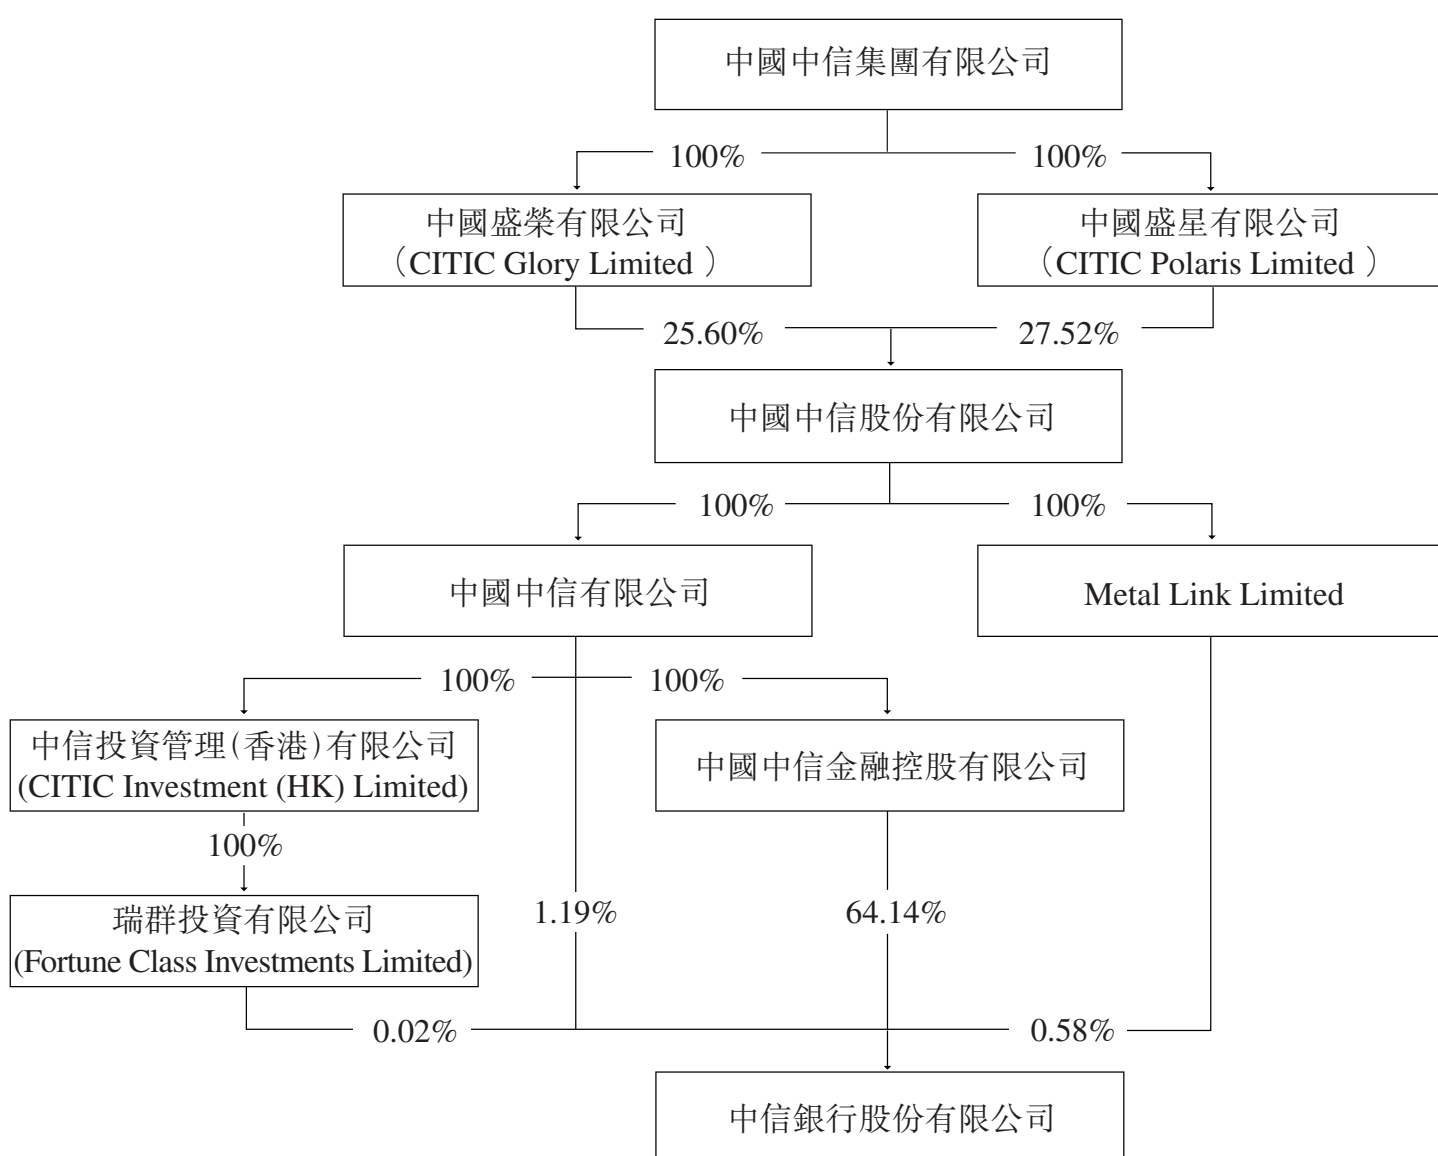 中國中信集團有限公司
100%
100%
中國盛榮有限公司
（CITIC Glory Limited ）
中國盛星有限公司
（CITIC Polaris Limited ）
25.60%
27.52%
中國中信股份有限公司
100%
100%
中國中信有限公司
Metal Link Limited
100%
100%
中信投資管理(香港)有限公司
(CITIC Investment (HK) Limited)
中國中信金融控股有限公司
100%
瑞群投資有限公司
(Fortune Class Investments Limited)
1.19%
64.14%
0.02%
0.58%
中信銀行股份有限公司